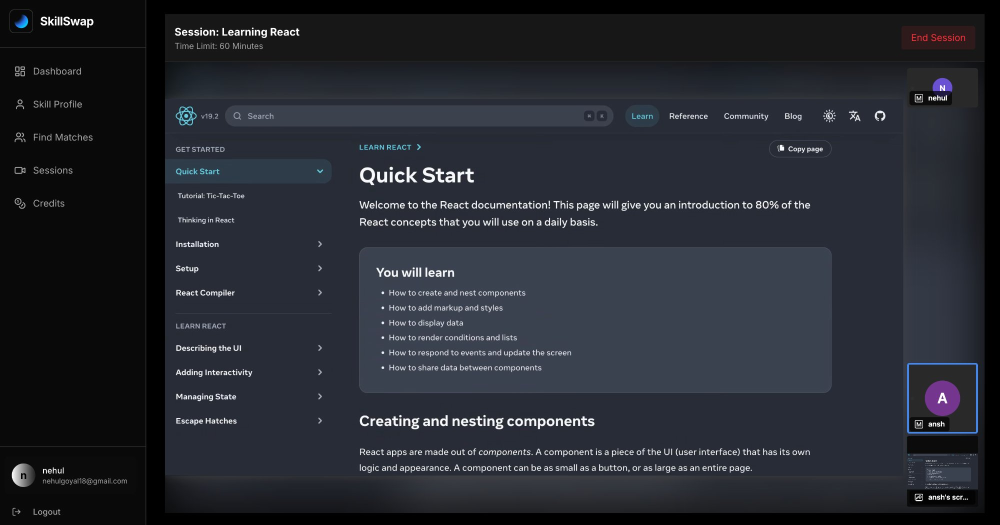 SkillSwap
Dashboard
Skill Profile
Find Matches
Sessions
Credits
n
nehul
nehulgoyal18@gmail.com
Logout
Session: Learning React
Time Limit: 60 Minutes
End Session
v19.2
Search
⌘ K
Learn
Reference
Community
Blog
GET STARTED
Quick Start
Tutorial: Tic-Tac-Toe
Thinking in React
Installation
Setup
React Compiler
LEARN REACT
Describing the UI
Adding Interactivity
Managing State
Escape Hatches
LEARN REACT
Copy page
Quick Start
Welcome to the React documentation! This page will give you an introduction to 80% of the
React concepts that you will use on a daily basis.
You will learn
• How to create and nest components
• How to add markup and styles
• How to display data
• How to render conditions and lists
• How to respond to events and update the screen
• How to share data between components
Creating and nesting components
React apps are made out of components. A component is a piece of the UI (user interface) that has its own
logic and appearance. A component can be as small as a button, or as large as an entire page.
N
M nehul
A
M ansh
ansh's scr...